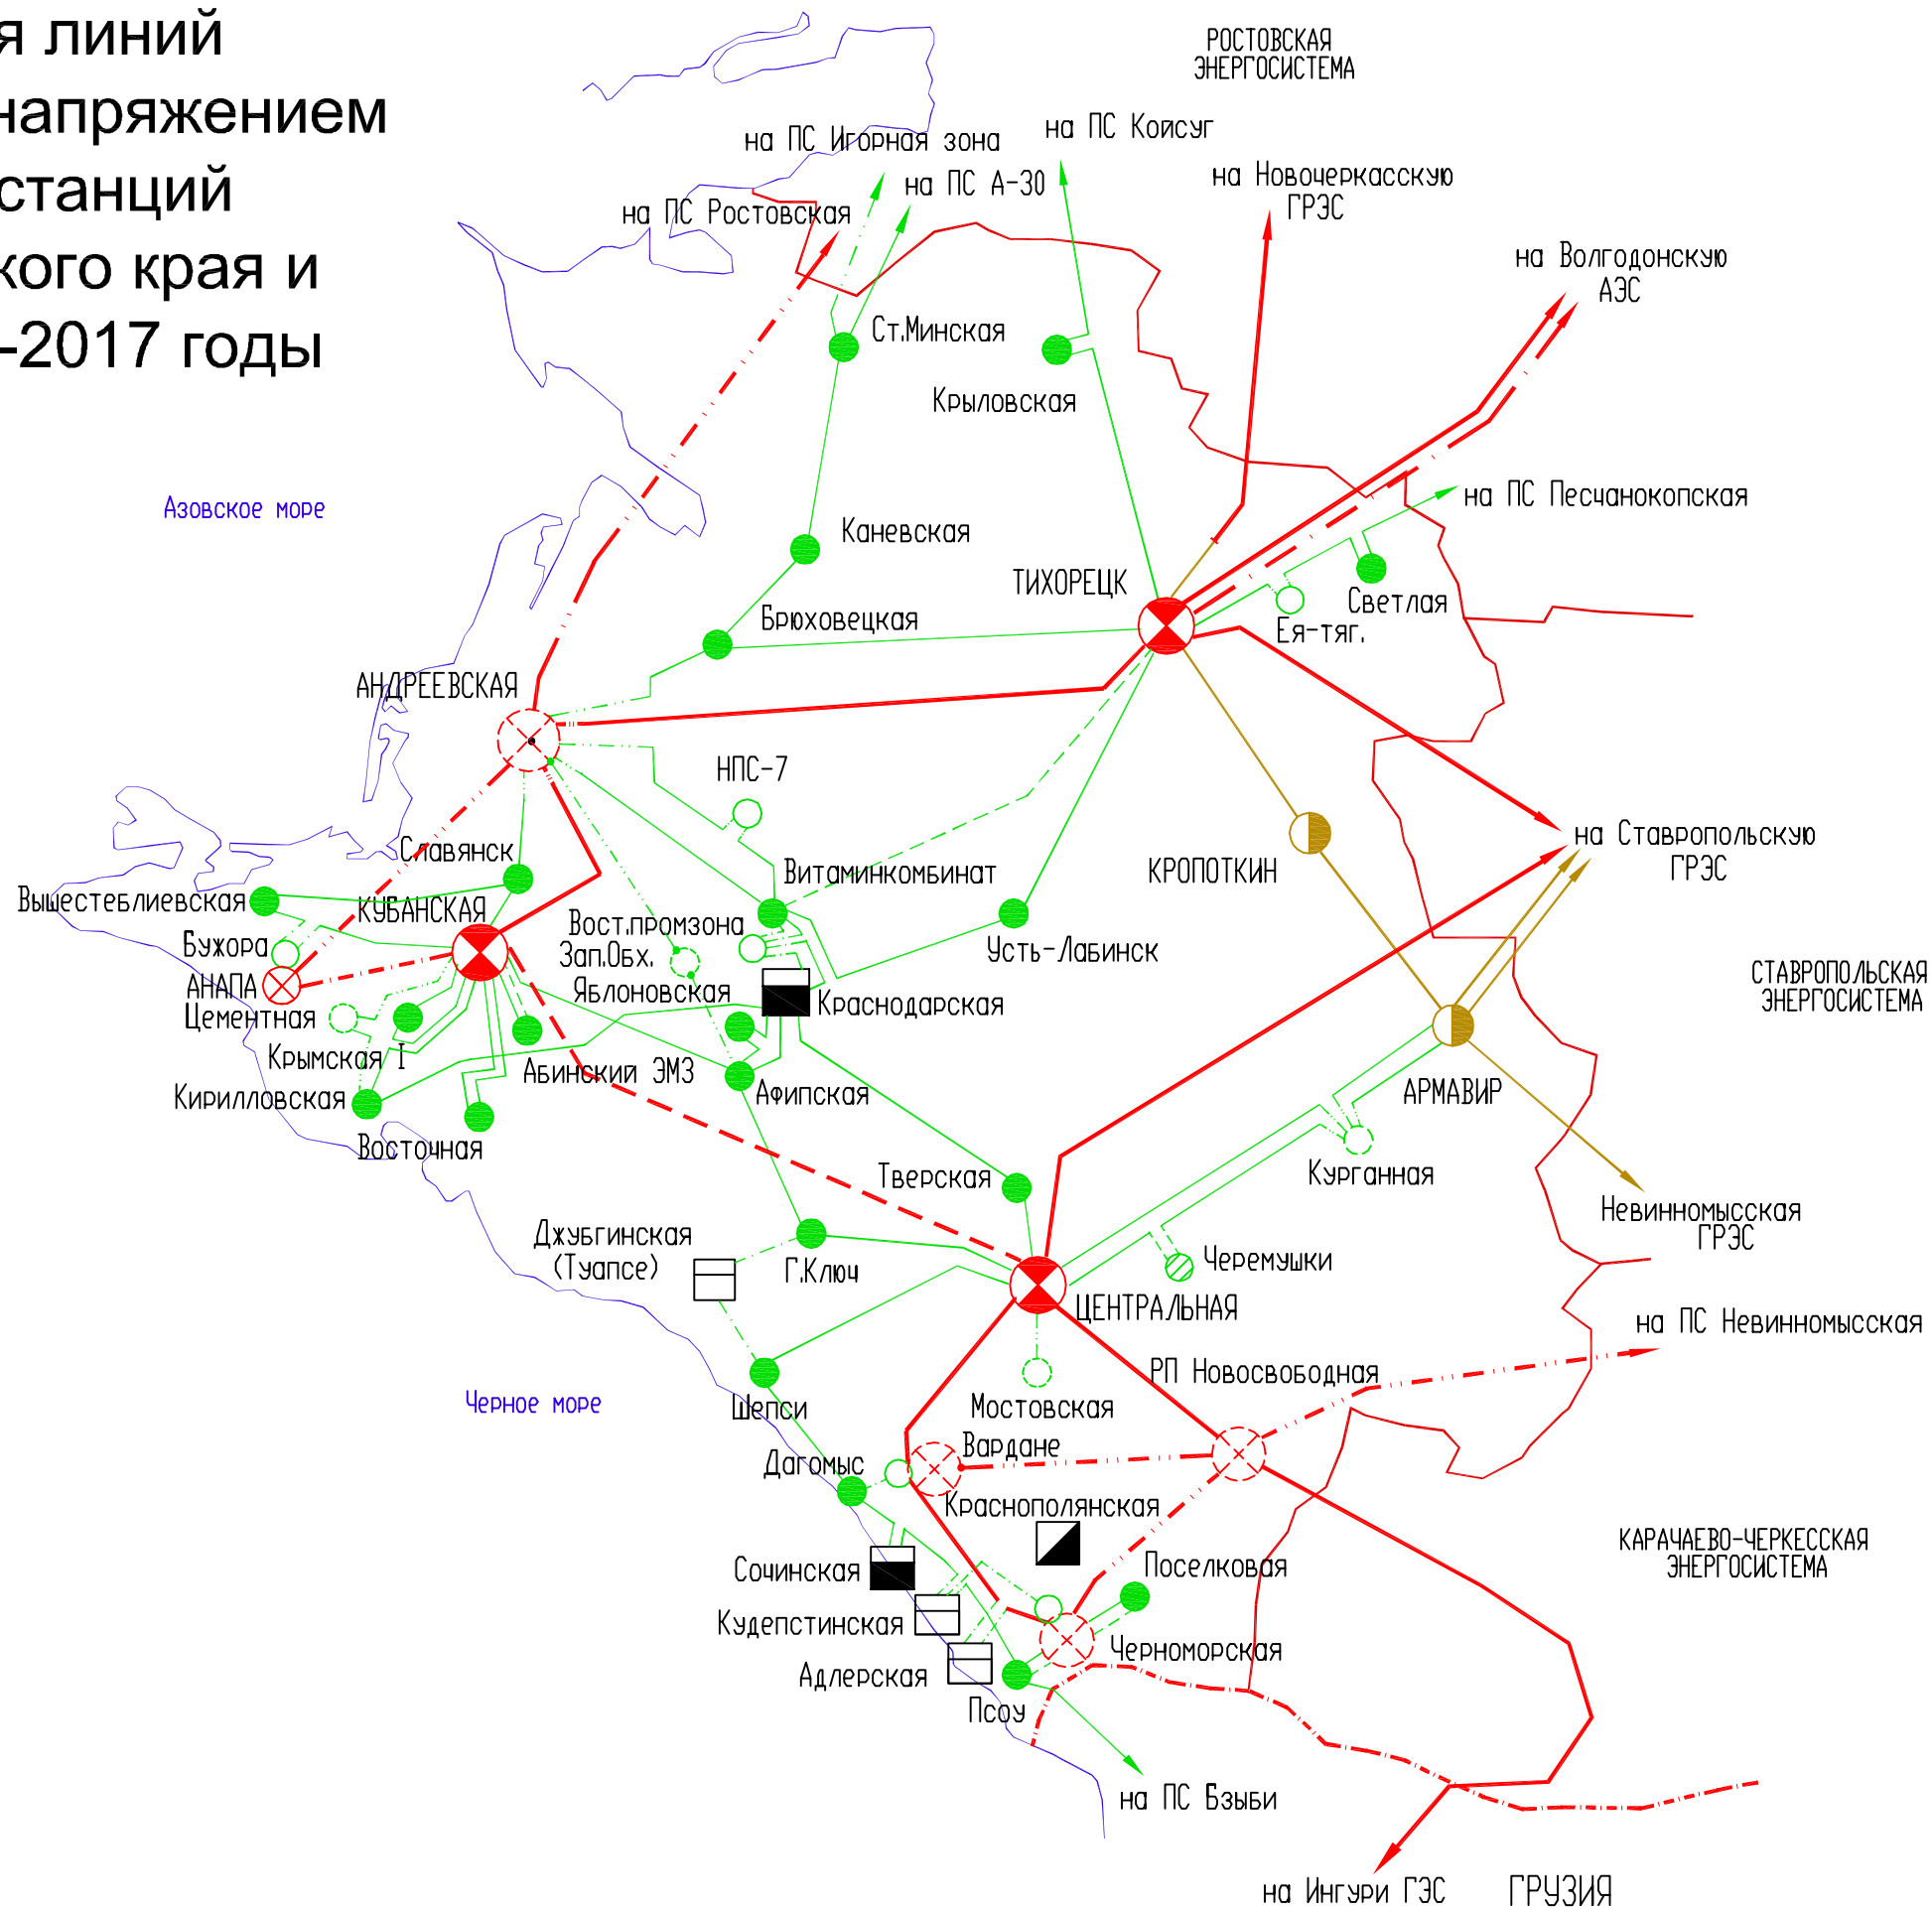 я линий
напряжением
станций
кого края и
-2017 годы
РОСТОВСКАЯ
ЭНЕРГОСИСТЕМА
на ПС Игорная зона
на ПС Койсуг
на ПС А-30
на Новочеркасскую
ГРЭС
на ПС Ростовская
на Волгодонскую
АЭС
Ст.Минская
Крыловская
Азовское море
на ПС Песчанокопская
Каневская
ТИХОРЕЦК
Светлая
Ея-тяг.
Брюховецкая
АНДРЕЕВСКАЯ
НПС-7
на Ставропольскую
ГРЭС
Славянск
Витаминкомбинат
КРОПОТКИН
Вышестеблиевская
КУБАНСКАЯ
Вост.промзона
Бужора
Зап.Обх.
Усть-Лабинск
АНАПА
Яблоновская
Краснодарская
СТАВРОПОЛЬСКАЯ
ЭНЕРГОСИСТЕМА
Цементная
Крымская I
Абинский ЭМЗ
Кирилловская
Афипская
АРМАВИР
Восточная
Тверская
Курганная
Невинномысская
ГРЭС
Джубгинская
(Туапсе)
Г.Ключ
Черемушки
ЦЕНТРАЛЬНАЯ
на ПС Невинномысская
РП Новосвободная
Черное море
Шепси
Мостовская
Вардане
Дагомыс
Краснополянская
КАРАЧАЕВО-ЧЕРКЕССКАЯ
ЭНЕРГОСИСТЕМА
Сочинская
Поселковая
Кудепстинская
Черноморская
Адлерская
Псоу
на ПС Бзыби
на Ингури ГЭС
ГРУЗИЯ